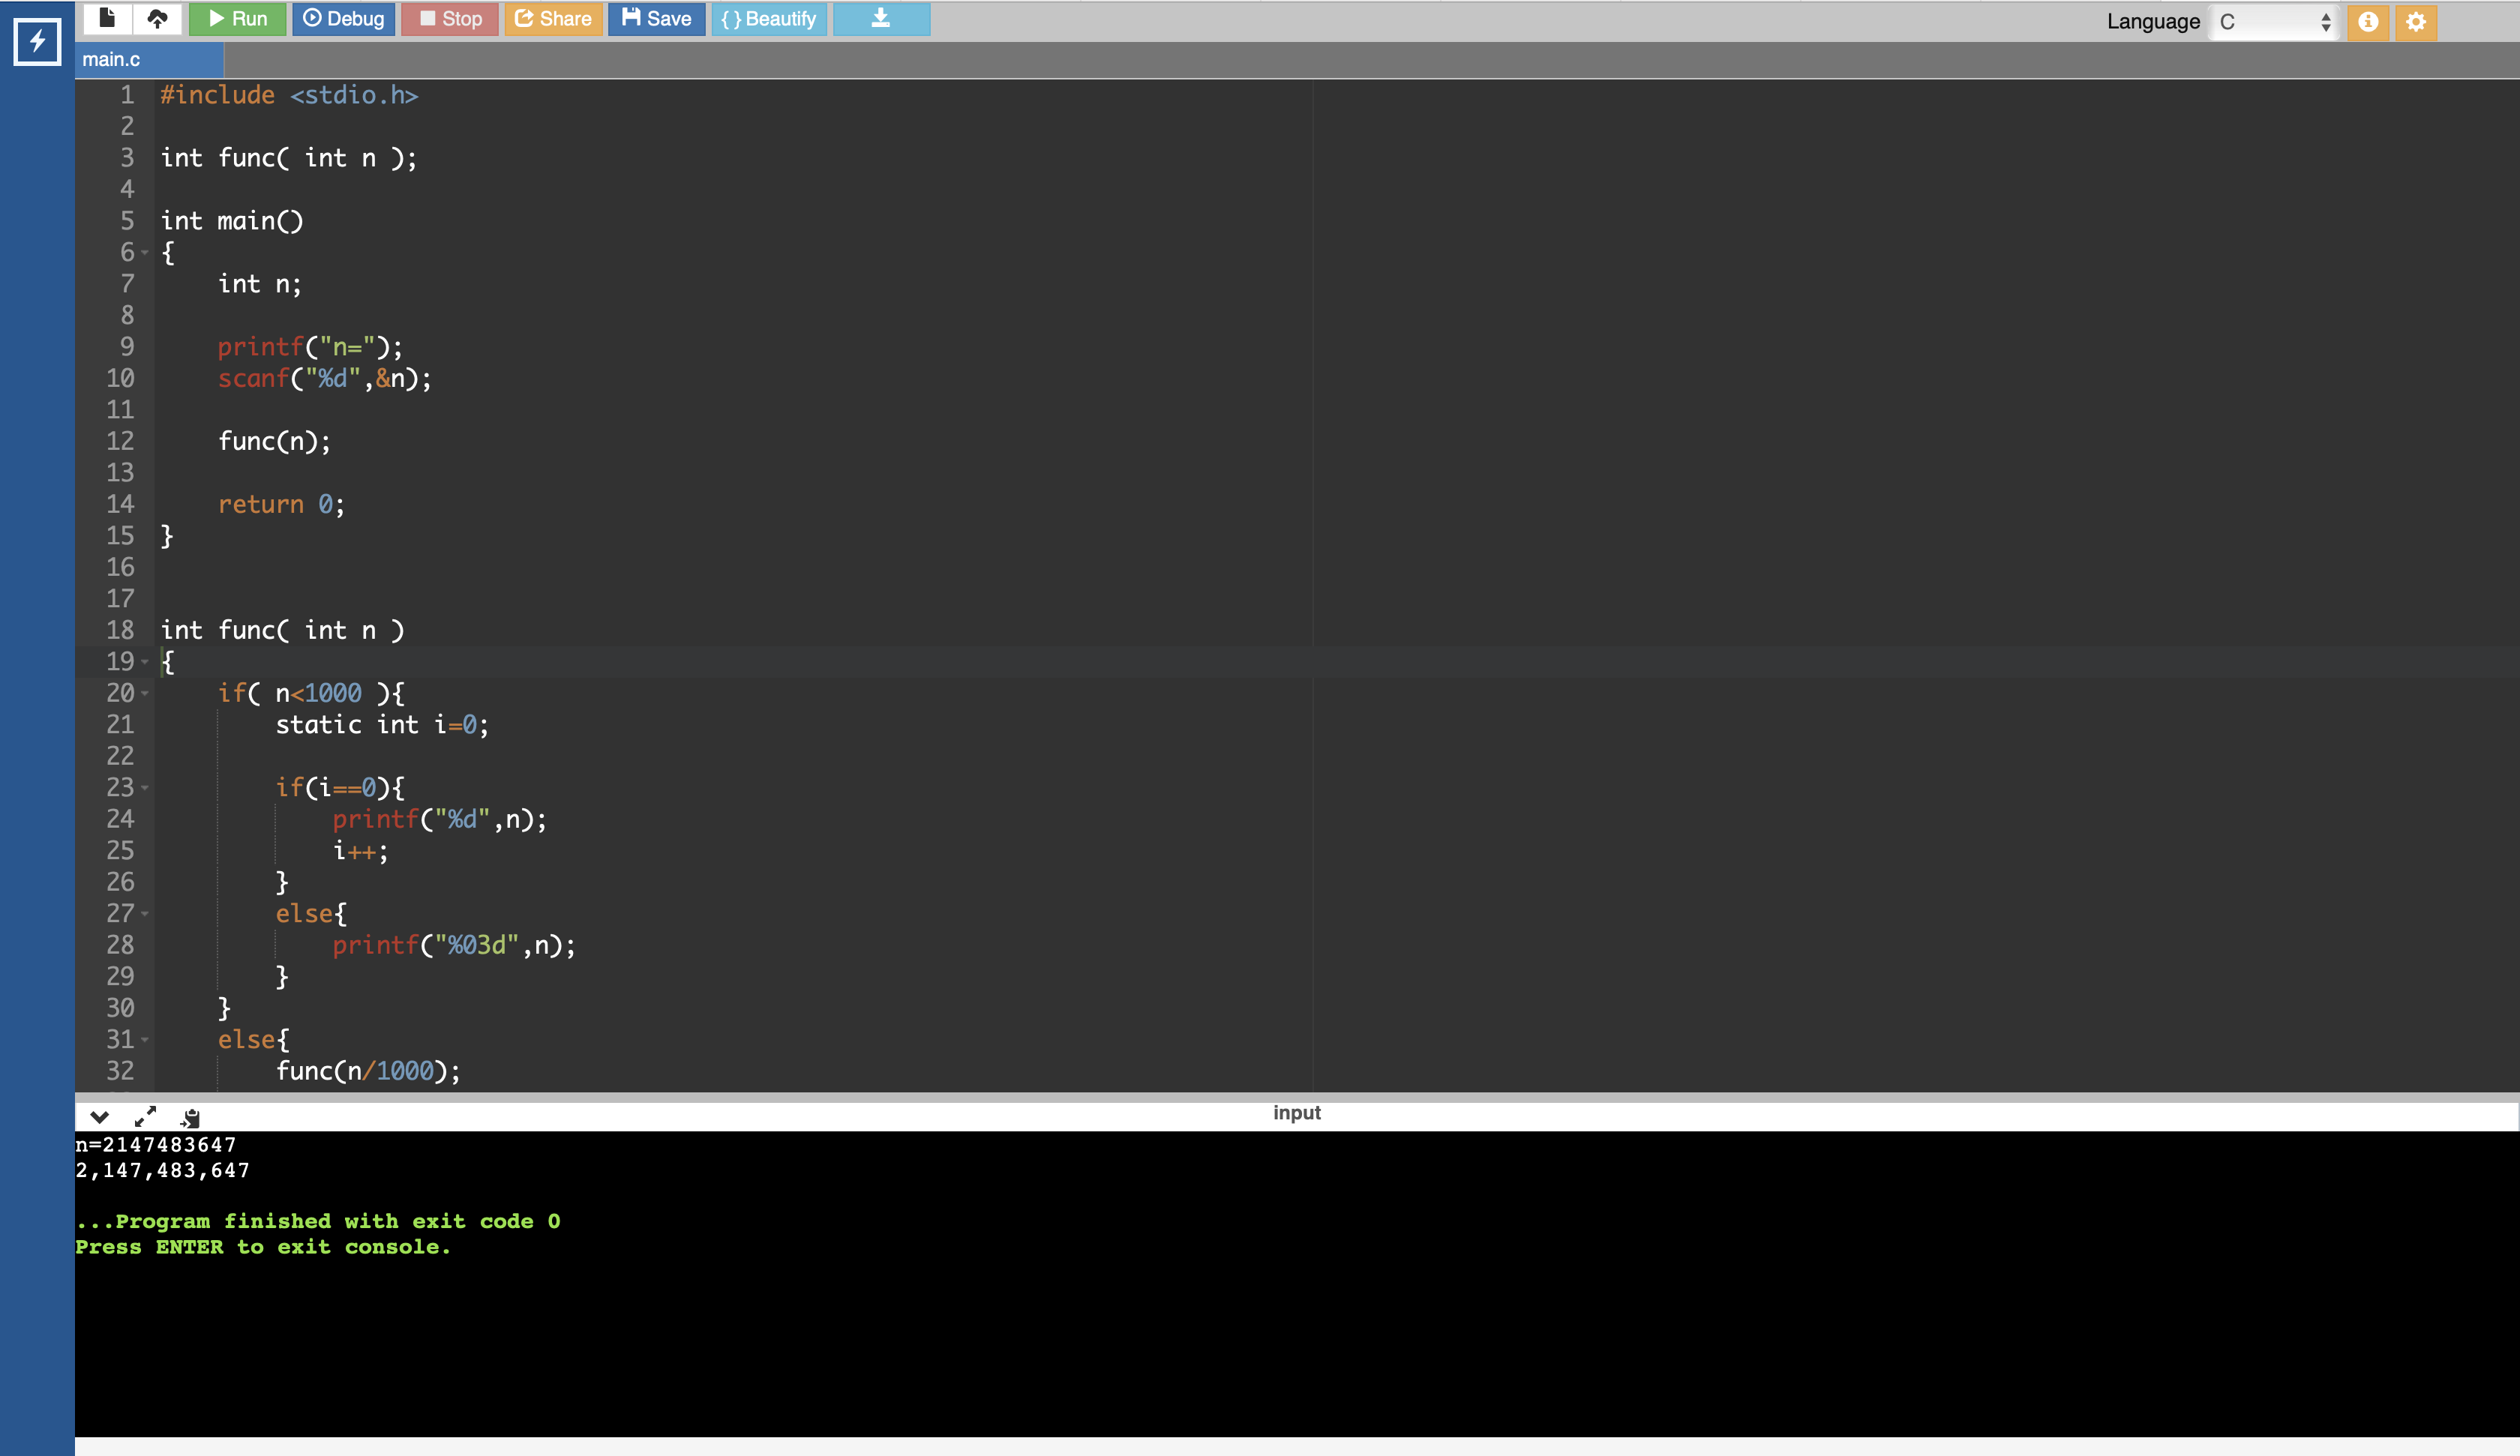 Run Debug Stop Share Save { } Beautify Language C
main.c
1 #include <stdio.h>
2
3 int func( int n );
4
5 int main()
6 {
7     int n;
8
9     printf("n=");
10     scanf("%d",&n);
11
12     func(n);
13
14     return 0;
15 }
16
17
18 int func( int n )
19 {
20     if( n<1000 ){
21         static int i=0;
22
23         if(i==0){
24             printf("%d",n);
25             i++;
26         }
27         else{
28             printf("%03d",n);
29         }
30     }
31     else{
32         func(n/1000);
input
n=2147483647
2,147,483,647
...Program finished with exit code 0
Press ENTER to exit console.